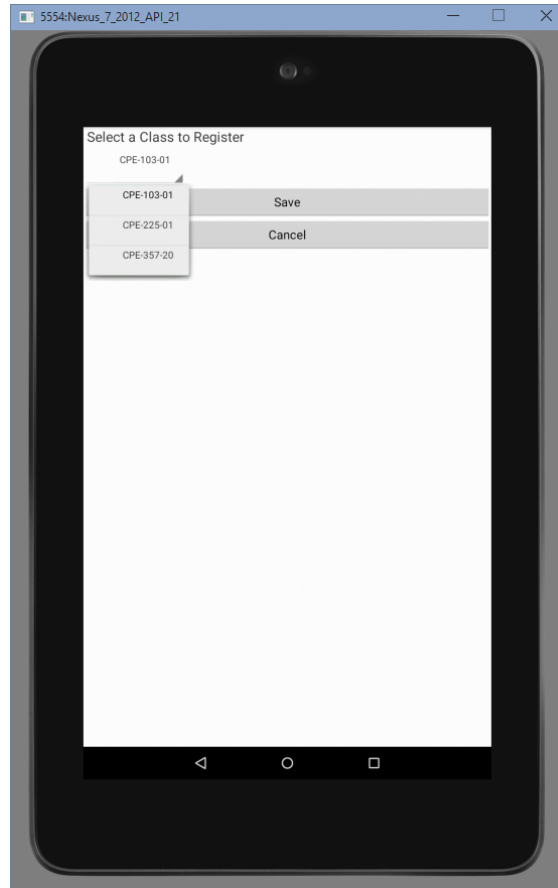 5554:Nexus_7_2012_API_21
Select a Class to Register
CPE-103-01
CPE-103-01
CPE-225-01
CPE-357-20
Save
Cancel